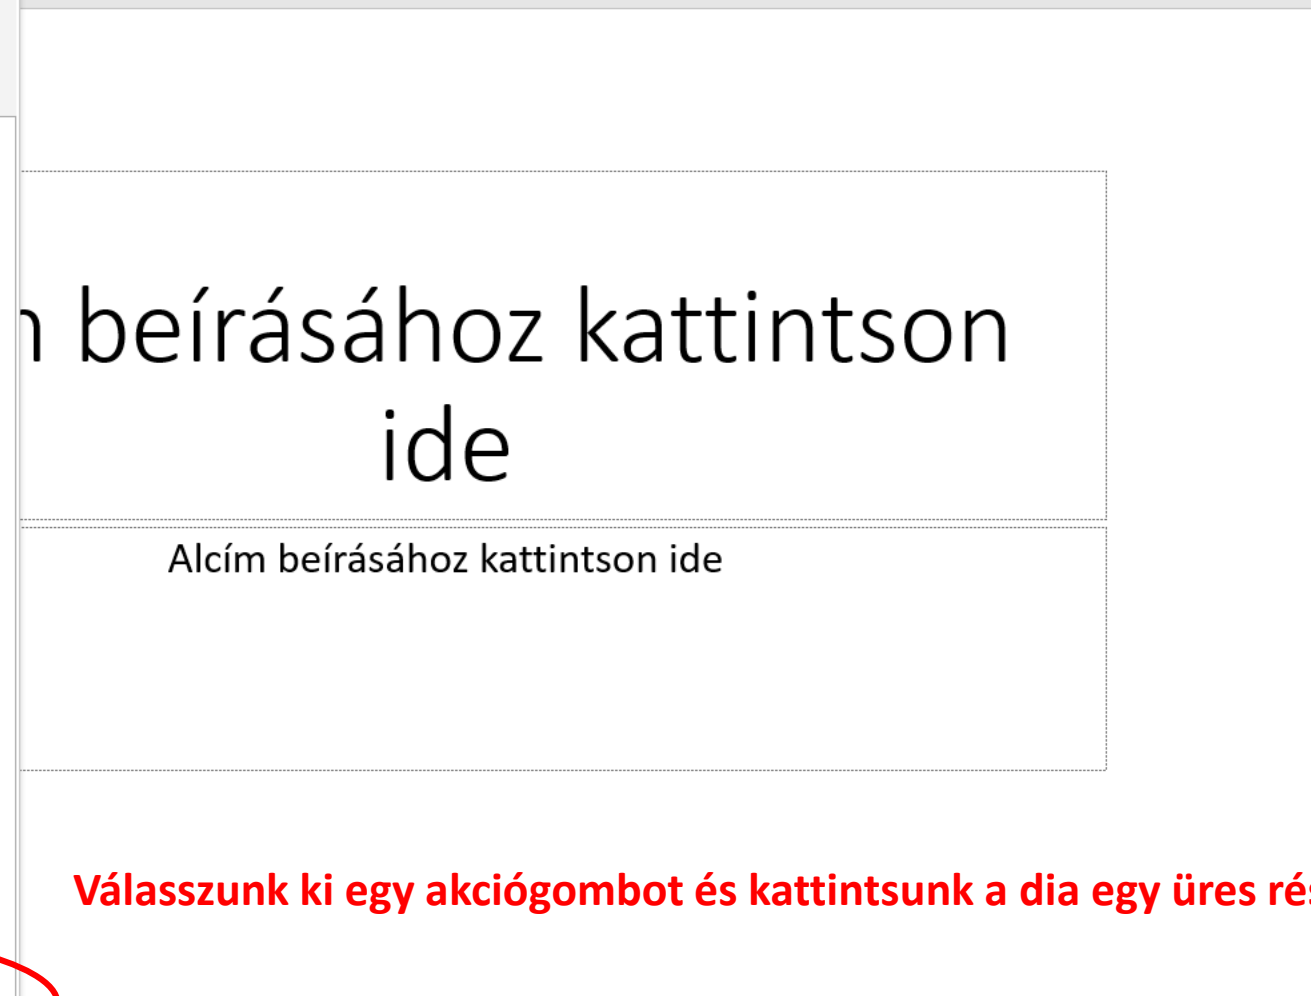 beírásához kattintson
ide
Alcím beírásához kattintson ide
Válasszunk ki egy akciógombot és kattintsunk a dia egy üres